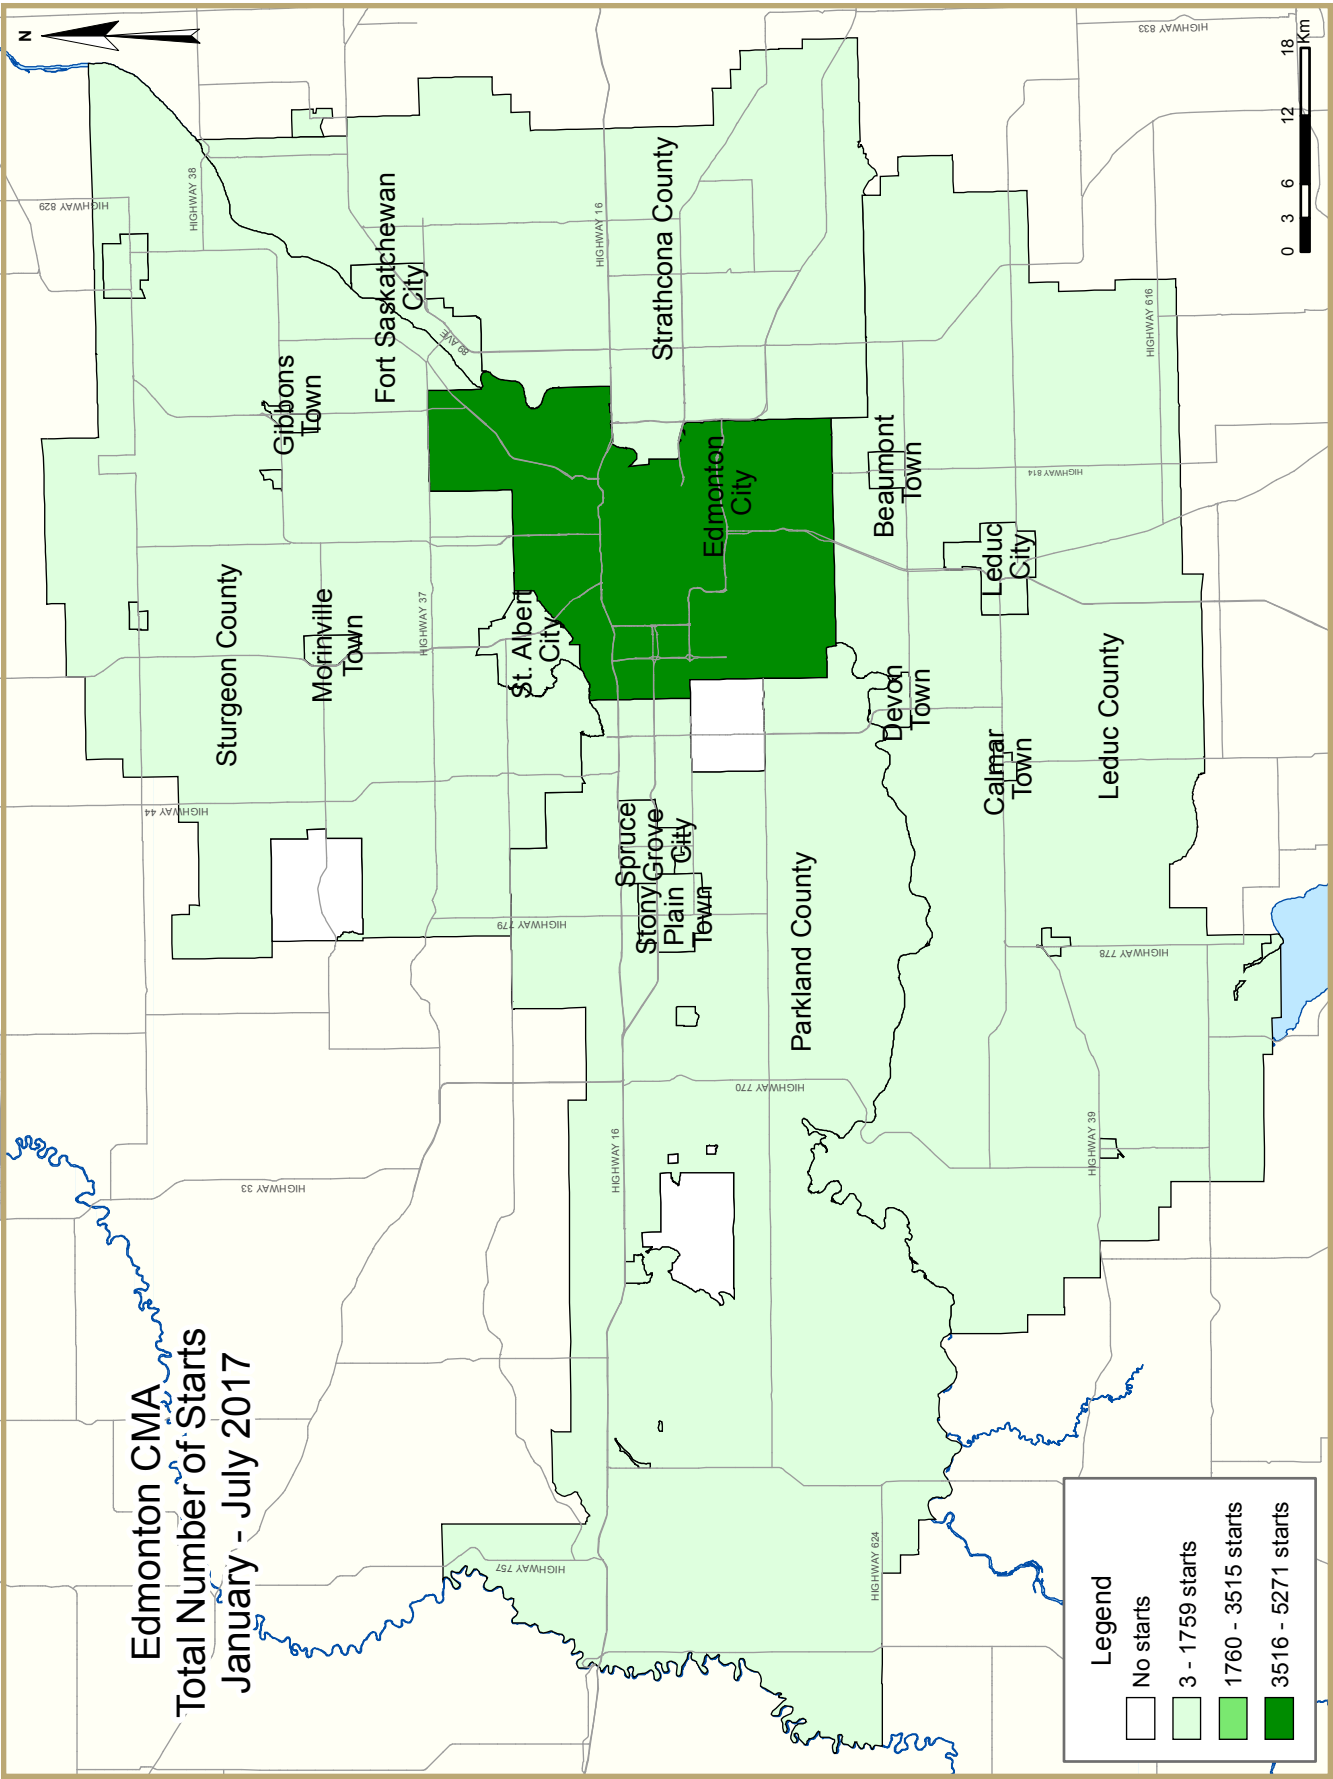 Edmonton CMA
Total Number of Starts
January - July 2017
N
HIGHWAY 829
HIGHWAY 38
HIGHWAY 833
HIGHWAY 44
HIGHWAY 33
HIGHWAY 37
HIGHWAY 779
HIGHWAY 16
HIGHWAY 16
89 AVE
HIGHWAY 757
HIGHWAY 770
HIGHWAY 624
HIGHWAY 814
HIGHWAY 616
HIGHWAY 778
HIGHWAY 39
Sturgeon County
Gibbons
Town
Morinville
Town
Fort Saskatchewan
City
St. Albert
City
Strathcona County
Edmonton
City
Spruce
Grove
City
Stony
Plain
Town
Parkland County
Beaumont
Town
Devon
Town
Leduc
City
Calmar
Town
Leduc County
Legend
No starts
3 - 1759 starts
1760 - 3515 starts
3516 - 5271 starts
0 3 6 12 18
Km